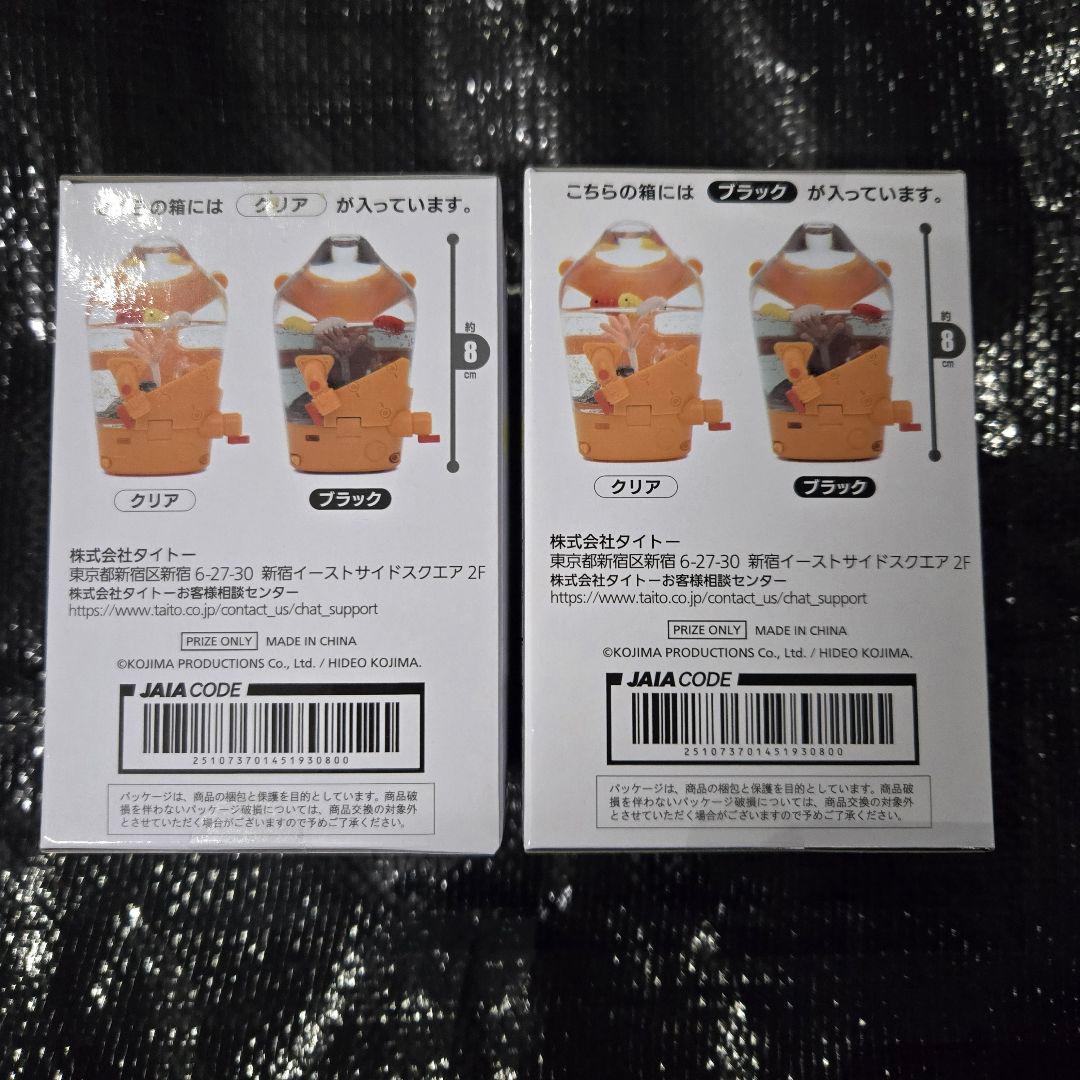 こちらの箱には クリア が入っています。
約
8
cm
クリア
ブラック
株式会社タイトー
東京都新宿区新宿 6-27-30 新宿イーストサイドスクエア 2F
株式会社タイトーお客様相談センター
https://www.taito.co.jp/contact_us/chat_support
PRIZE ONLY MADE IN CHINA
©KOJIMA PRODUCTIONS Co., Ltd. / HIDEO KOJIMA.
JAIA CODE
251073701451930800
パッケージは、商品の梱包と保護を目的としています。商品破
損を伴わないパッケージ破損については、商品交換の対象外
とさせていただく場合がございますので予めご了承ください。
こちらの箱には ブラック が入っています。
約
8
cm
クリア
ブラック
株式会社タイトー
東京都新宿区新宿 6-27-30 新宿イーストサイドスクエア 2F
株式会社タイトーお客様相談センター
https://www.taito.co.jp/contact_us/chat_support
PRIZE ONLY MADE IN CHINA
©KOJIMA PRODUCTIONS Co., Ltd. / HIDEO KOJIMA.
JAIA CODE
251073701451930800
パッケージは、商品の梱包と保護を目的としています。商品破
損を伴わないパッケージ破損については、商品交換の対象外
とさせていただく場合がございますので予めご了承ください。